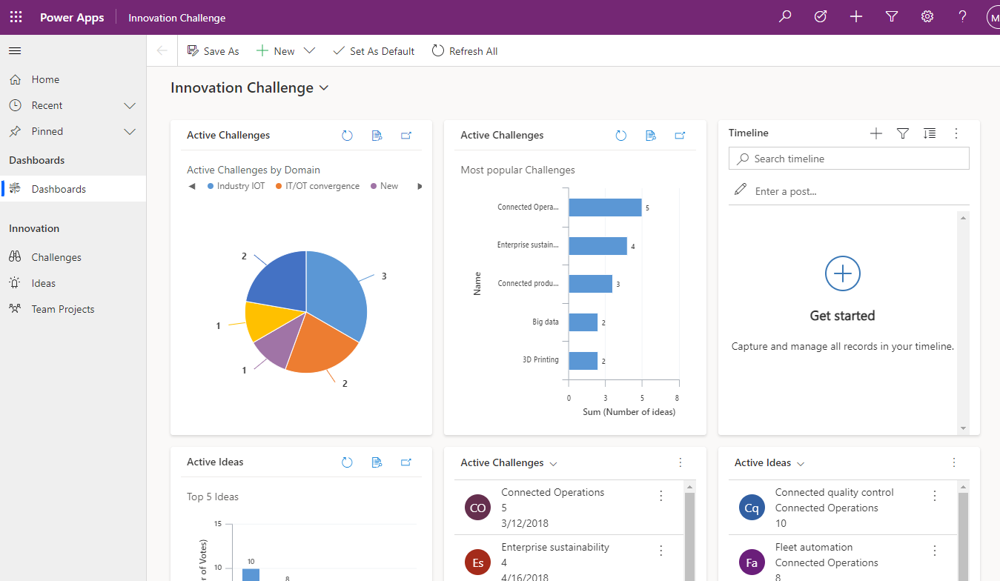 Power Apps
Innovation Challenge
?
M
Save As
New
Set As Default
Refresh All
Home
Recent
Pinned
Dashboards
Dashboards
Innovation
Challenges
Ideas
Team Projects
Innovation Challenge
Active Challenges
Active Challenges by Domain
Industry IOT
IT/OT convergence
New
2
3
1
1
2
Active Challenges
Most popular Challenges
Name
Connected Opera...
5
Enterprise sustain...
4
Connected produ...
3
Big data
2
3D Printing
2
0 3 5 8
Sum (Number of ideas)
Timeline
Search timeline
Enter a post...
Get started
Capture and manage all records in your timeline.
Active Ideas
Top 5 Ideas
15
10
10
8
r of Votes)
Active Challenges
CO
Connected Operations
5
3/12/2018
Es
Enterprise sustainability
4
4/16/2018
Active Ideas
Cq
Connected quality control
Connected Operations
10
Fa
Fleet automation
Connected Operations
8